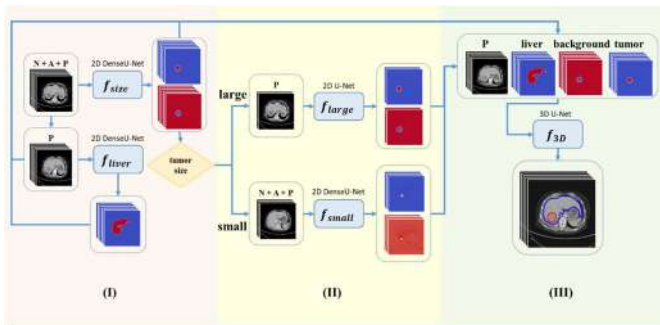 N + A + P
2D DenseU-Net
f_size
P
2D DenseU-Net
f_liver
tumor
size
(I)
large
P
2D U-Net
f_large
small
N + A + P
2D DenseU-Net
f_small
(II)
P liver background tumor
3D U-Net
f_3D
(III)